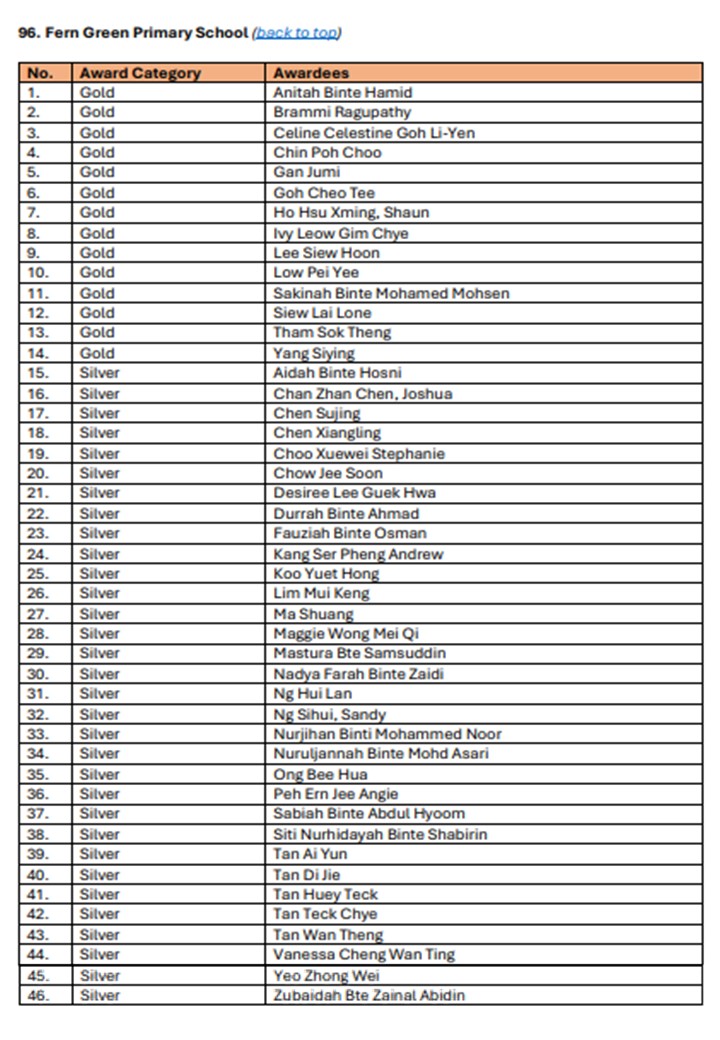 96. Fern Green Primary School (back to top)
No. Award Category Awardees
1. Gold Anitah Binte Hamid
2. Gold Brammi Ragupathy
3. Gold Celine Celestine Goh Li-Yen
4. Gold Chin Poh Choo
5. Gold Gan Jumi
6. Gold Goh Cheo Tee
7. Gold Ho Hsu Xming, Shaun
8. Gold Ivy Leow Gim Chye
9. Gold Lee Siew Hoon
10. Gold Low Pei Yee
11. Gold Sakinah Binte Mohamed Mohsen
12. Gold Siew Lai Lone
13. Gold Tham Sok Theng
14. Gold Yang Siying
15. Silver Aidah Binte Hosni
16. Silver Chan Zhan Chen, Joshua
17. Silver Chen Sujing
18. Silver Chen Xiangling
19. Silver Choo Xuewei Stephanie
20. Silver Chow Jee Soon
21. Silver Desiree Lee Guek Hwa
22. Silver Durrah Binte Ahmad
23. Silver Fauziah Binte Osman
24. Silver Kang Ser Pheng Andrew
25. Silver Koo Yuet Hong
26. Silver Lim Mui Keng
27. Silver Ma Shuang
28. Silver Maggie Wong Mei Qi
29. Silver Mastura Bte Samsuddin
30. Silver Nadya Farah Binte Zaidi
31. Silver Ng Hui Lan
32. Silver Ng Sihui, Sandy
33. Silver Nurjihan Binti Mohammed Noor
34. Silver Nuruljannah Binte Mohd Asari
35. Silver Ong Bee Hua
36. Silver Peh Ern Jee Angie
37. Silver Sabiah Binte Abdul Hyoom
38. Silver Siti Nurhidayah Binte Shabirin
39. Silver Tan Ai Yun
40. Silver Tan Di Jie
41. Silver Tan Huey Teck
42. Silver Tan Teck Chye
43. Silver Tan Wan Theng
44. Silver Vanessa Cheng Wan Ting
45. Silver Yeo Zhong Wei
46. Silver Zubaidah Bte Zainal Abidin